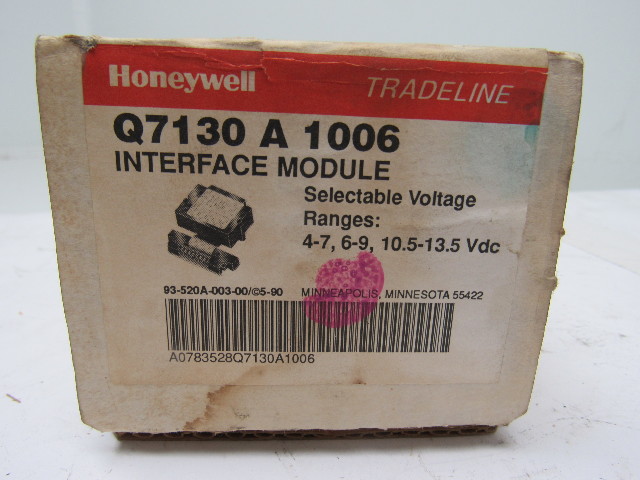 Honeywell TRADELINE
Q7130 A 1006
INTERFACE MODULE
Selectable Voltage
Ranges:
4-7, 6-9, 10.5-13.5 Vdc
93-520A-003-00/©5-90 MINNEAPOLIS, MINNESOTA 55422
A0783528Q7130A1006